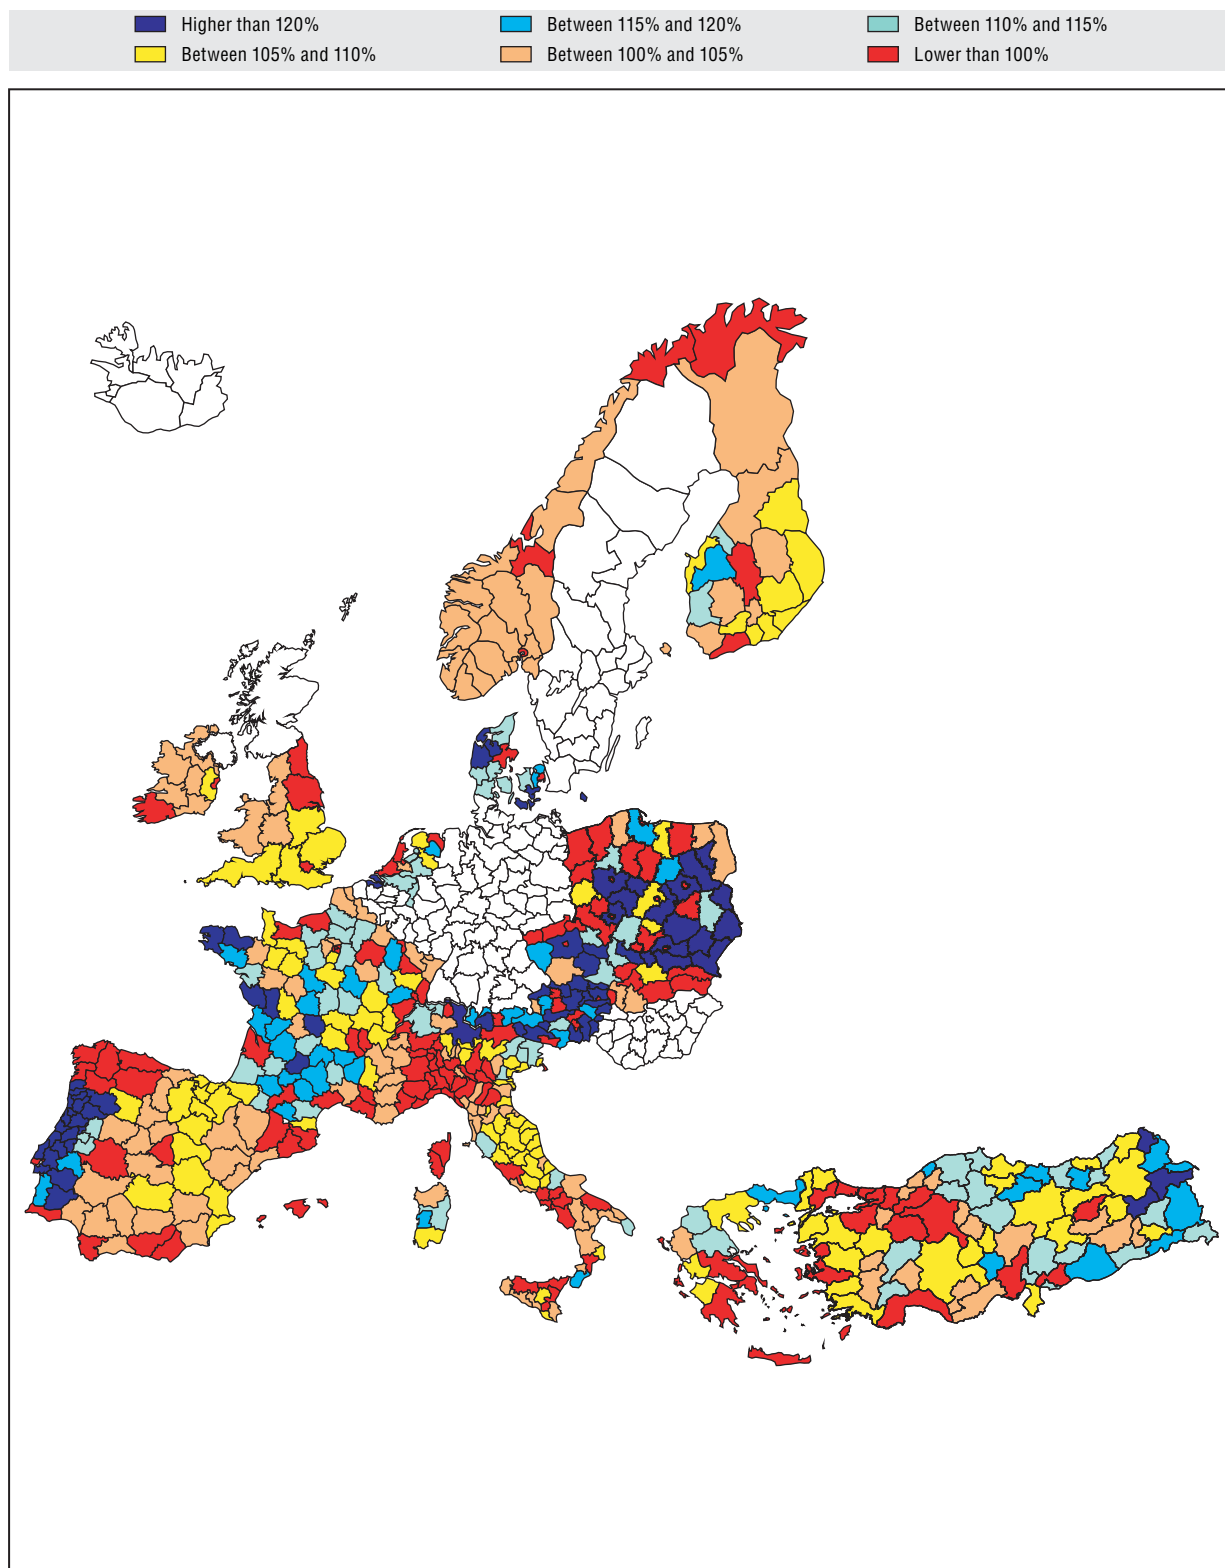 Higher than 120% Between 115% and 120% Between 110% and 115%
Between 105% and 110% Between 100% and 105% Lower than 100%